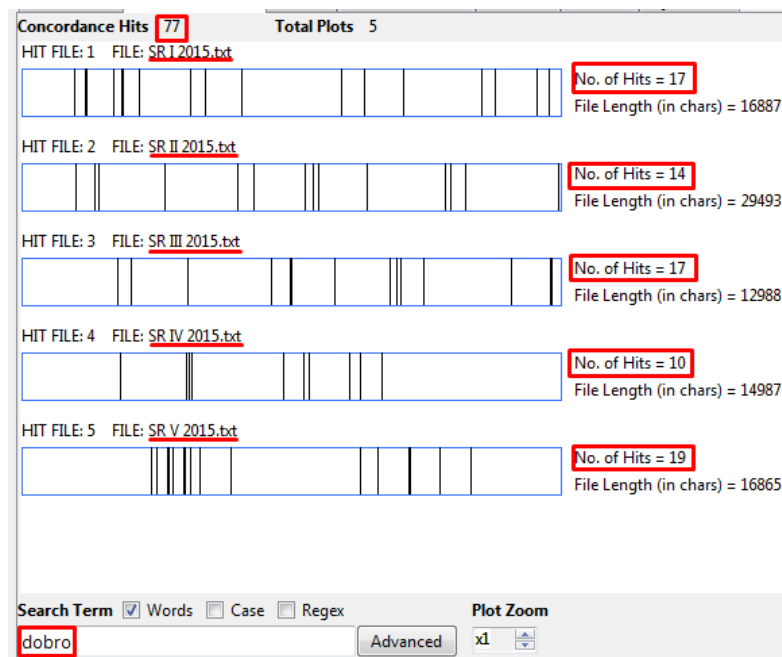 Concordance Hits 77 Total Plots 5
HIT FILE: 1 FILE: SR I 2015.txt
No. of Hits = 17
File Length (in chars) = 16887
HIT FILE: 2 FILE: SR II 2015.txt
No. of Hits = 14
File Length (in chars) = 29493
HIT FILE: 3 FILE: SR III 2015.txt
No. of Hits = 17
File Length (in chars) = 12988
HIT FILE: 4 FILE: SR IV 2015.txt
No. of Hits = 10
File Length (in chars) = 14987
HIT FILE: 5 FILE: SR V 2015.txt
No. of Hits = 19
File Length (in chars) = 16865
Search Term Words Case Regex Plot Zoom
dobro Advanced x1